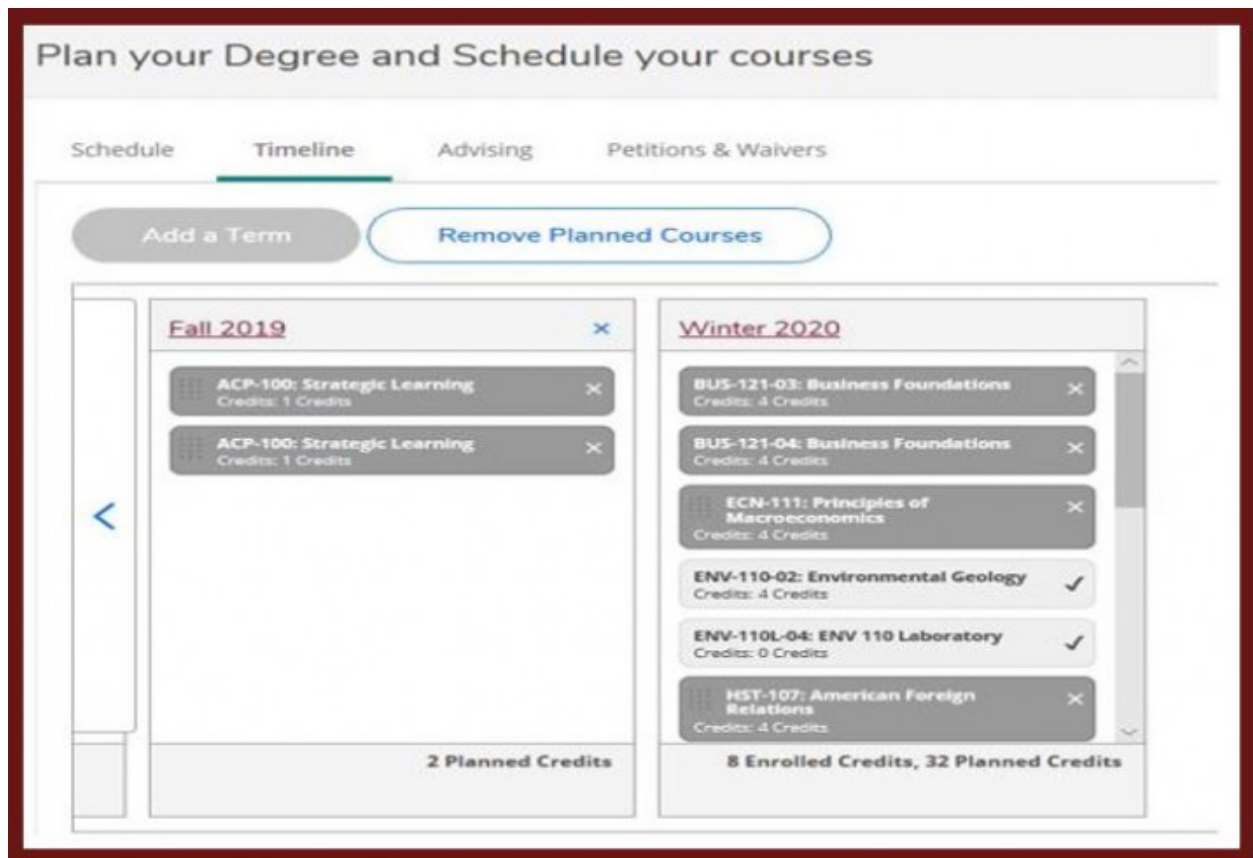 Plan your Degree and Schedule your courses
Schedule Timeline Advising Petitions & Waivers
Add a Term Remove Planned Courses
Fall 2019
ACP-100: Strategic Learning
Credits: 1 Credits
ACP-100: Strategic Learning
Credits: 1 Credits
2 Planned Credits
Winter 2020
BUS-121-03: Business Foundations
Credits: 4 Credits
BUS-121-04: Business Foundations
Credits: 4 Credits
ECN-111: Principles of
Macroeconomics
Credits: 4 Credits
ENV-110-02: Environmental Geology
Credits: 4 Credits
ENV-110L-04: ENV 110 Laboratory
Credits: 0 Credits
HST-107: American Foreign
Relations
Credits: 4 Credits
8 Enrolled Credits, 32 Planned Credits